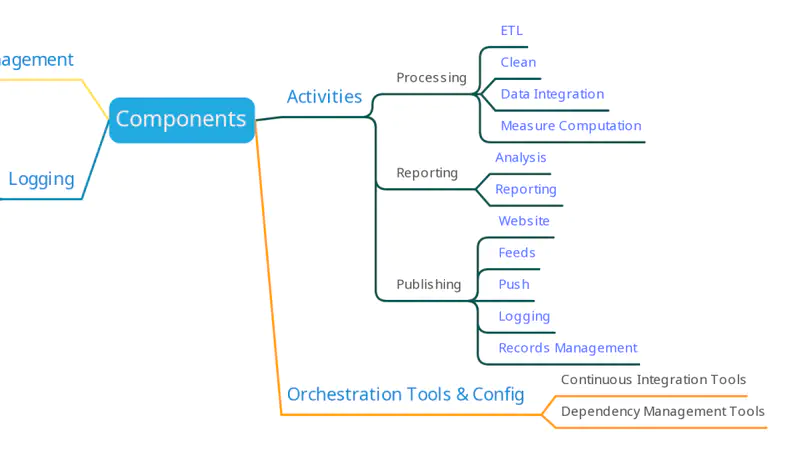 Logging
Components
Activities
Processing
ETL
Clean
Data Integration
Measure Computation
Reporting
Analysis
Reporting
Publishing
Website
Feeds
Push
Logging
Records Management
Orchestration Tools & Config
Continuous Integration Tools
Dependency Management Tools